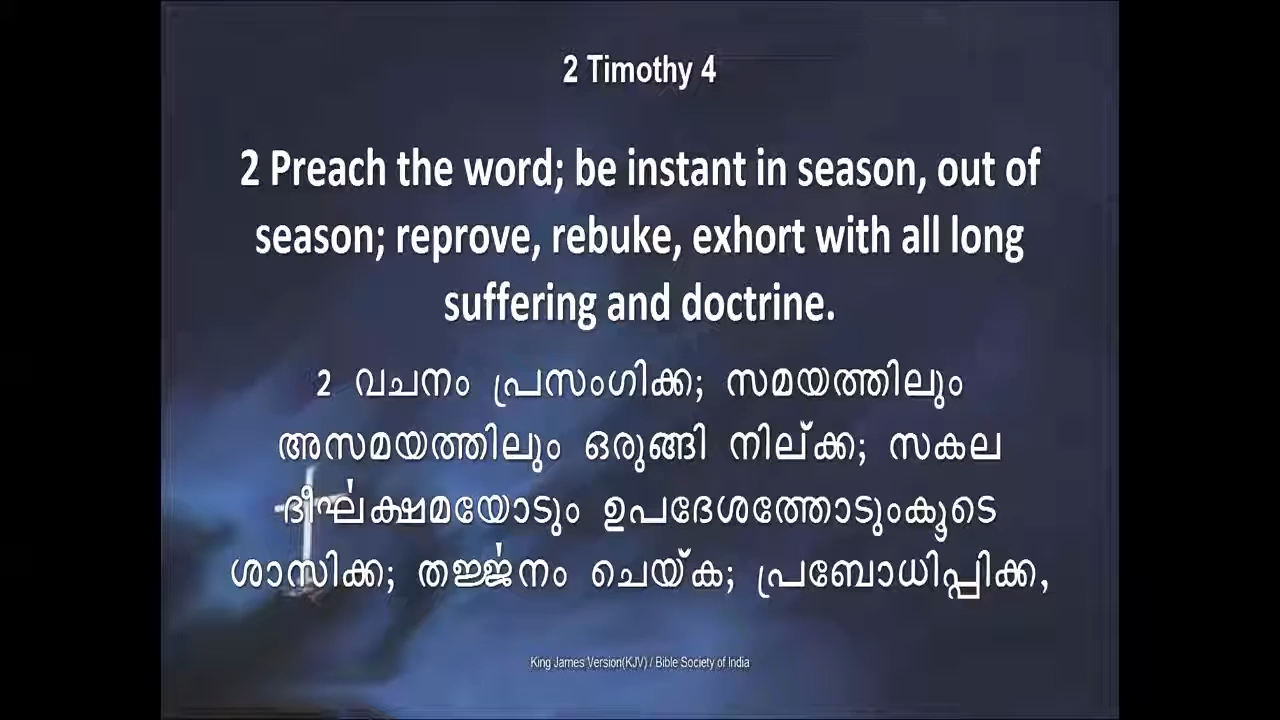 2 Timothy 4
2 Preach the word; be instant in season, out of
season; reprove, rebuke, exhort with all long
suffering and doctrine.
2 വചനം പ്രസംഗിക്ക; സമയത്തിലും
അസമയത്തിലും ഒരുങ്ങി നില്ക്ക; സകല
ദീൎഘക്ഷമയോടും ഉപദേശത്തോടുംകൂടെ
ശാസിക്ക; തൎജ്ജനം ചെയ്ക; പ്രബോധിപ്പിക്ക,
King James Version(KJV) / Bible Society of India